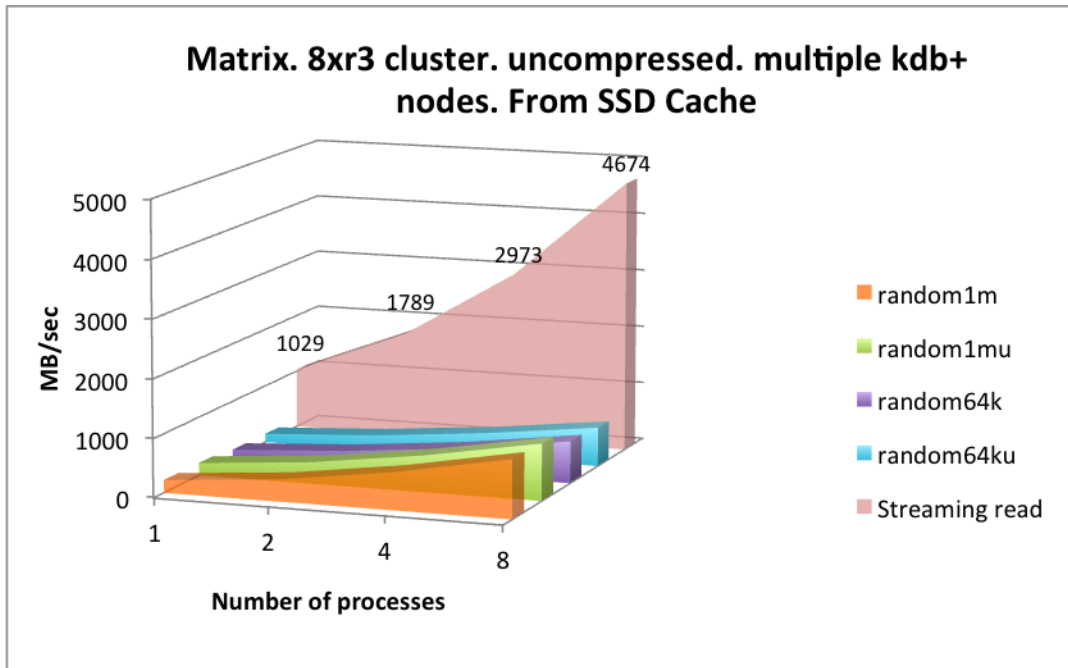 Matrix. 8xr3 cluster. uncompressed. multiple kdb+
nodes. From SSD Cache
4674
5000
4000
2973
3000
1789
1029
2000
1000
0
MB/sec
1
2
4
8
Number of processes
random1m
random1mu
random64k
random64ku
Streaming read